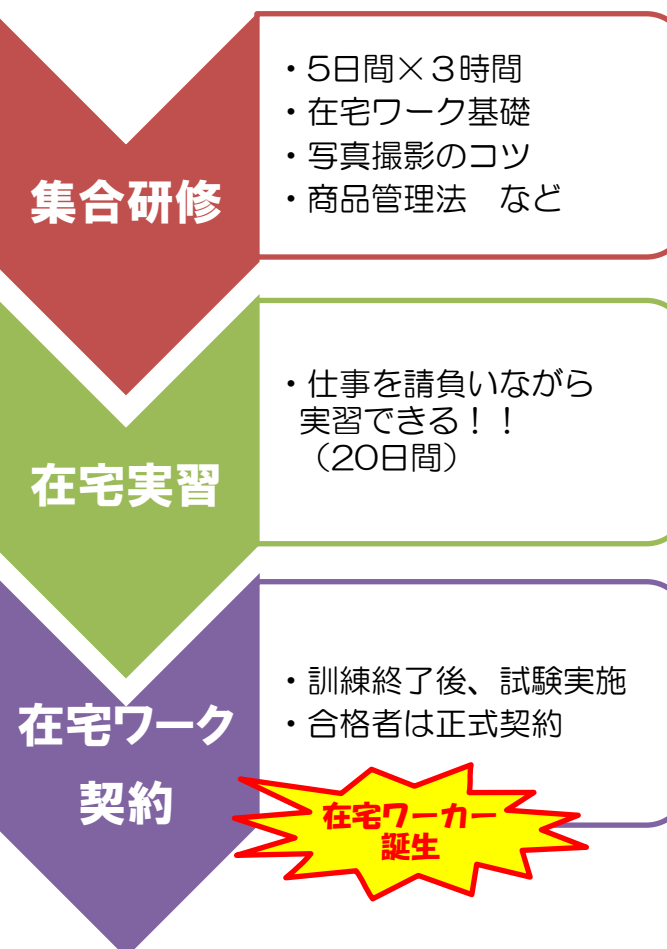 集合研修
・5日間×3時間
・在宅ワーク基礎
・写真撮影のコツ
・商品管理法　など
在宅実習
・仕事を請負いながら
実習できる！！
（20日間）
在宅ワーク
契約
・訓練終了後、試験実施
・合格者は正式契約
在宅ワーカー
誕生